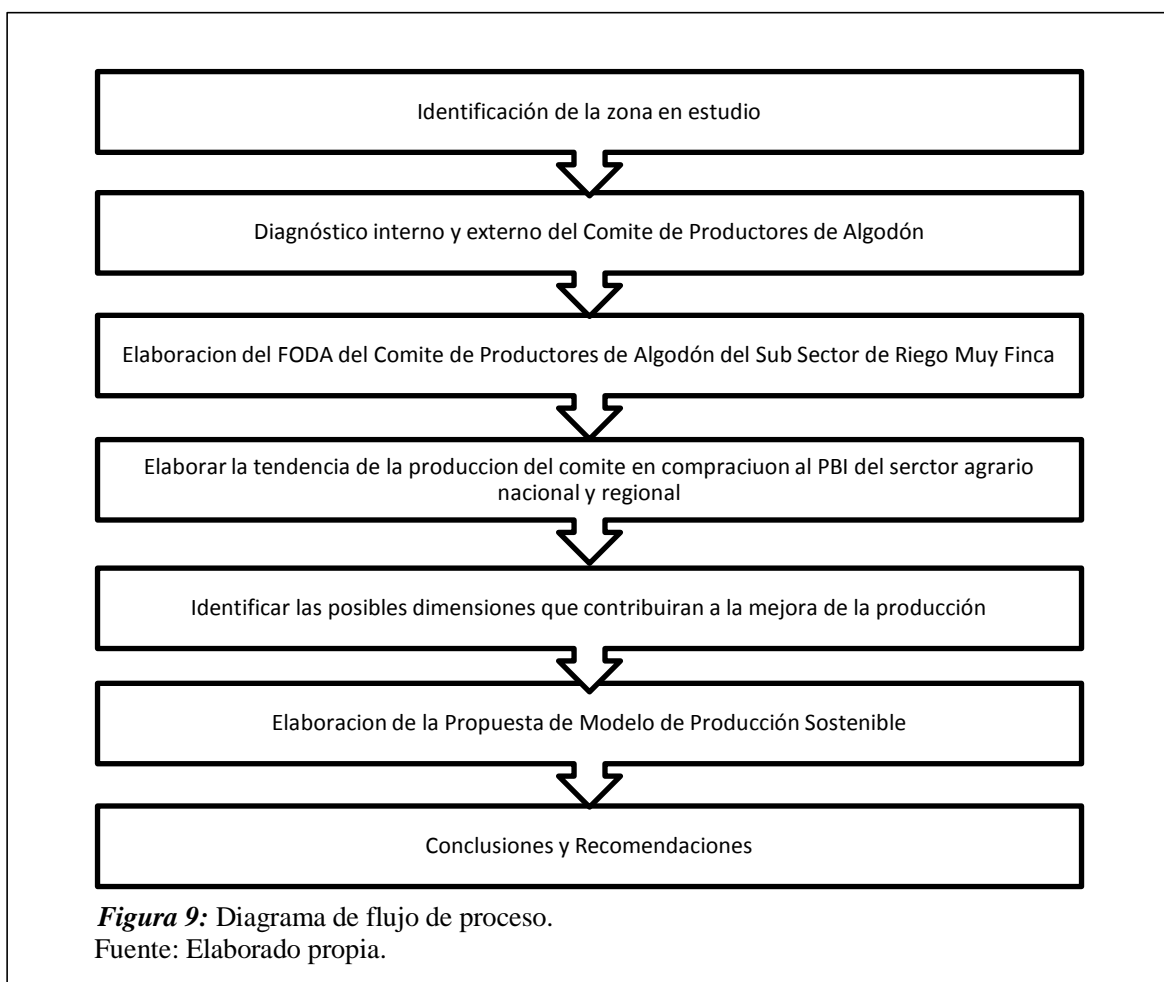 Identificación de la zona en estudio
Diagnóstico interno y externo del Comite de Productores de Algodón
Elaboracion del FODA del Comite de Productores de Algodón del Sub Sector de Riego Muy Finca
Elaborar la tendencia de la produccion del comite en compraciuon al PBI del serctor agrario
nacional y regional
Identificar las posibles dimensiones que contribuiran a la mejora de la producción
Elaboracion de la Propuesta de Modelo de Producción Sostenible
Conclusiones y Recomendaciones
Figura 9: Diagrama de flujo de proceso.
Fuente: Elaborado propia.